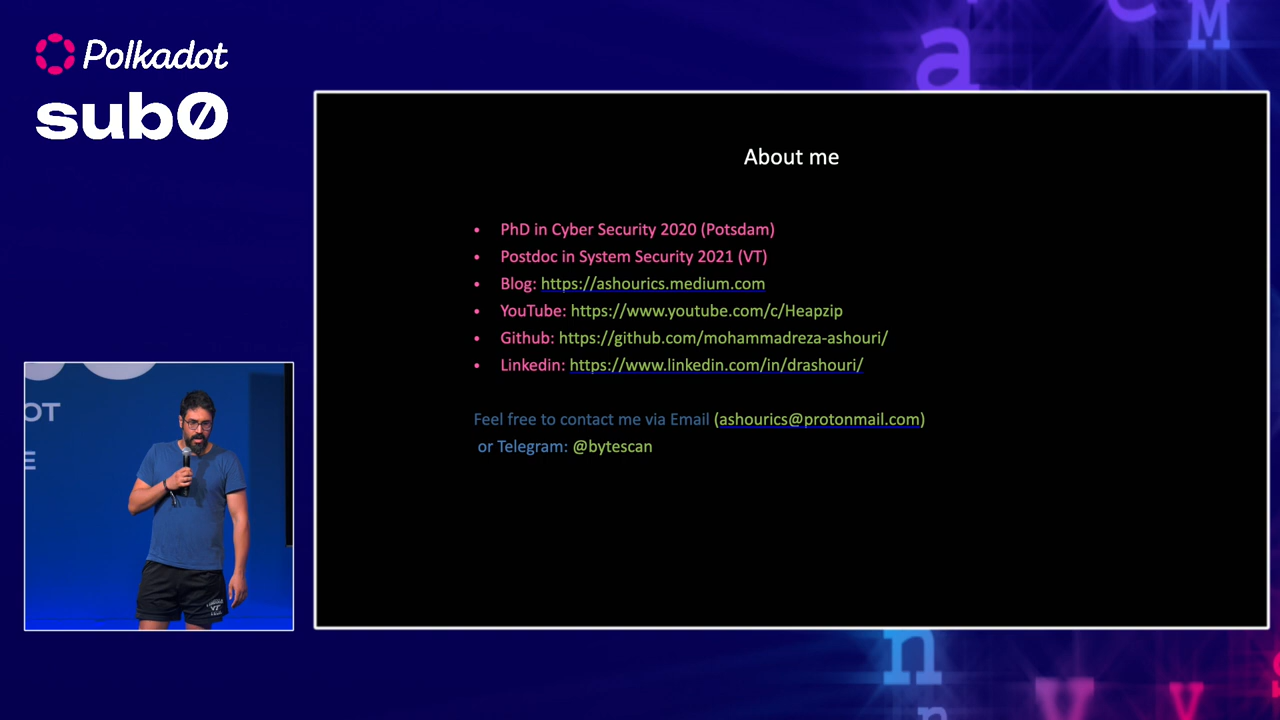 Polkadot
sub0
About me
• PhD in Cyber Security 2020 (Potsdam)
• Postdoc in System Security 2021 (VT)
• Blog: https://ashourics.medium.com
• YouTube: https://www.youtube.com/c/Heapzip
• Github: https://github.com/mohammadreza-ashouri/
• Linkedin: https://www.linkedin.com/in/drashouri/
Feel free to contact me via Email (ashourics@protonmail.com)
or Telegram: @bytescan
OT
E
VT
a
M
n
v
v